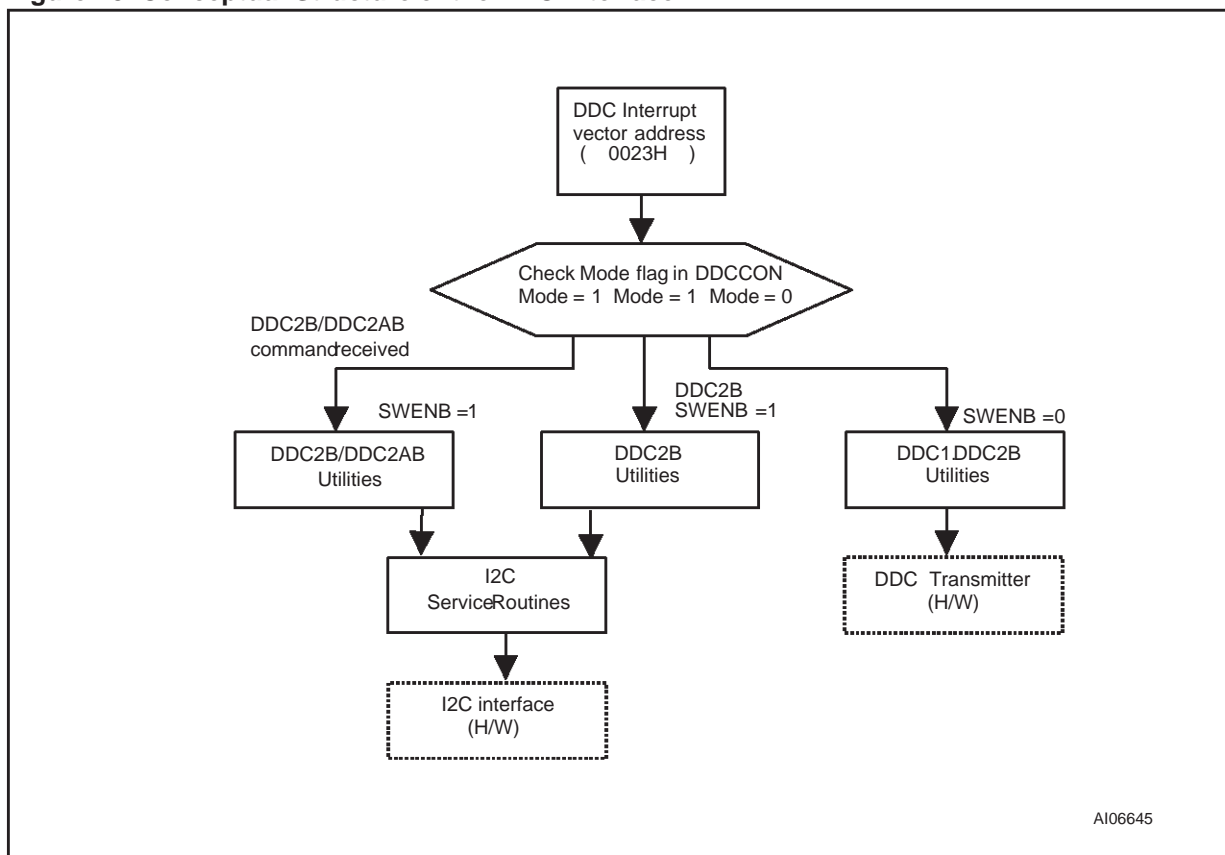 DDC Interrupt
vector address
( 0023H )
Check Mode flag in DDCCON
Mode = 1 Mode = 1 Mode = 0
DDC2B/DDC2AB
commandreceived
SWENB =1
DDC2B
SWENB =1
SWENB =0
DDC2B/DDC2AB
Utilities
DDC2B
Utilities
DDC1.DDC2B
Utilities
I2C
ServiceRoutines
DDC Transmitter
(H/W)
I2C interface
(H/W)
AI06645